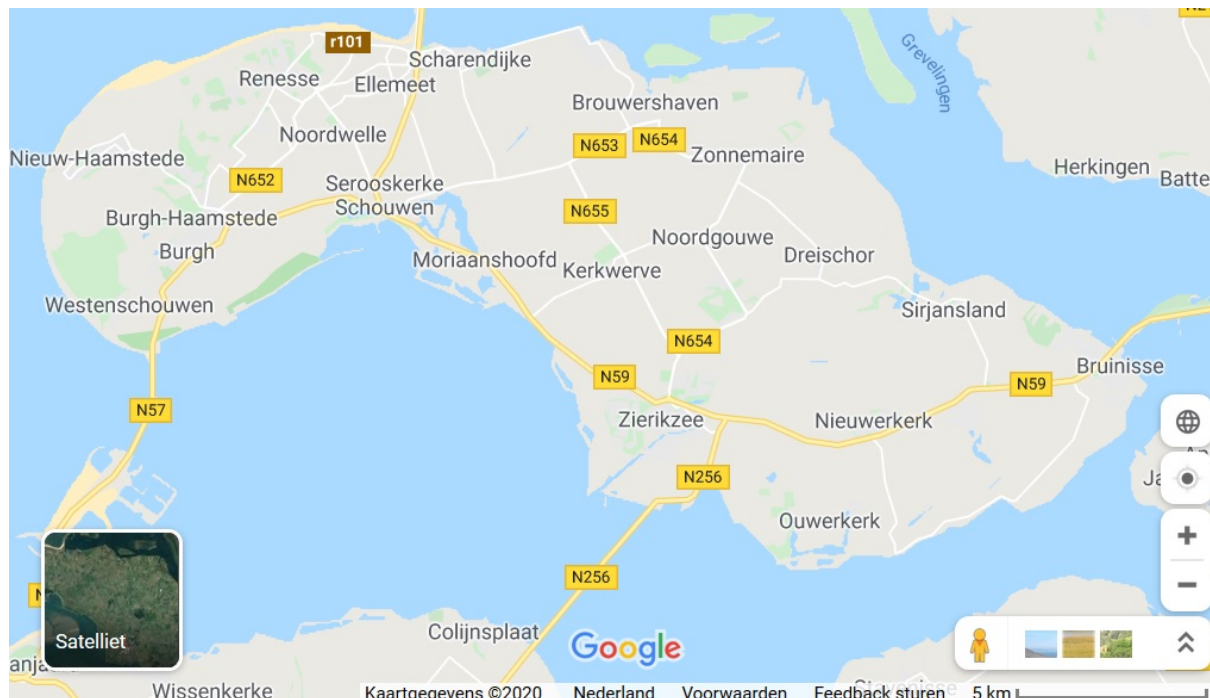 N2
r101
Scharendijke
Renesse
Ellemeet
Grevelingen
Brouwershaven
Noordwelle
N653
N654
Zonnemaire
Nieuw-Haamstede
Herkingen
Batte
N652
Serooskerke
Schouwen
N655
Burgh-Haamstede
Burgh
Noordgouwe
Moriaanshoofd
Kerkwerve
Dreischor
Westenschouwen
Sirjansland
N654
Bruinisse
N59
N59
N57
Zierikzee
Nieuwerkerk
N256
Ouwerkerk
N256
Satelliet
Colijnsplaat
Google
Wissenkerke
Kaartgegevens ©2020 Nederland Voorwaarden Feedback sturen 5 km